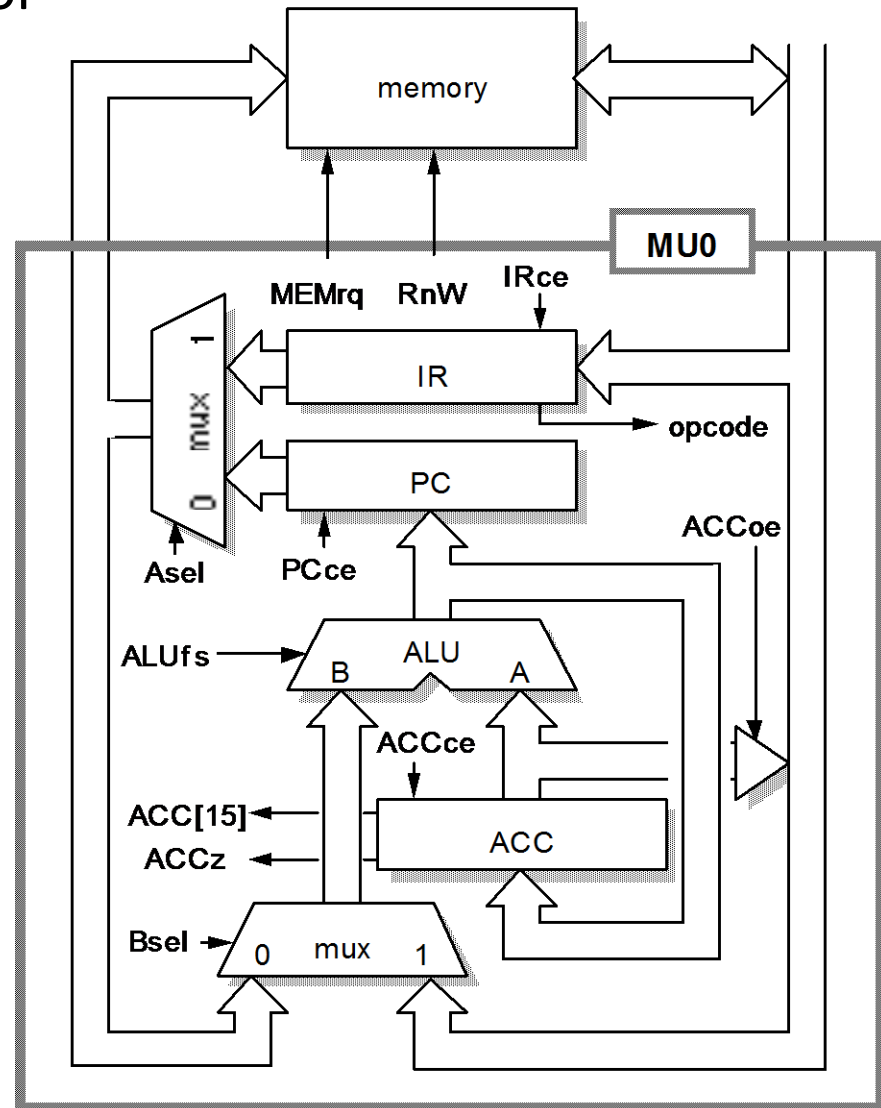 memory
MU0
MEMrq RnW IRce
1
IR
mux
opcode
0
PC
ACCoe
Asel PCce
ALUfs
ALU
B A
ACCce
ACC[15]
ACC
ACCz
Bsel
0 mux 1